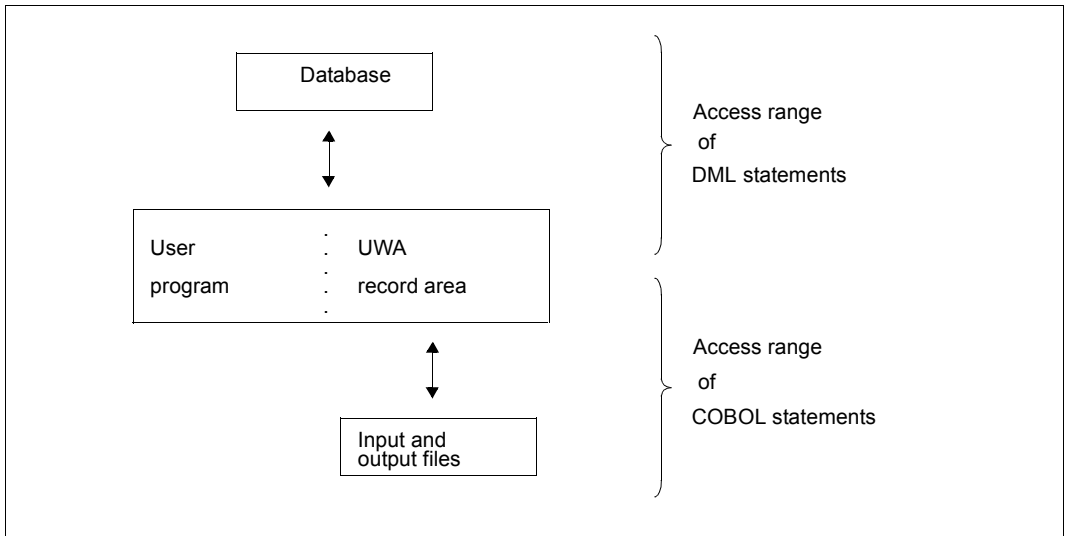 Database
Access range
of
DML statements
User
program
UWA
record area
Access range
of
COBOL statements
Input and
output files